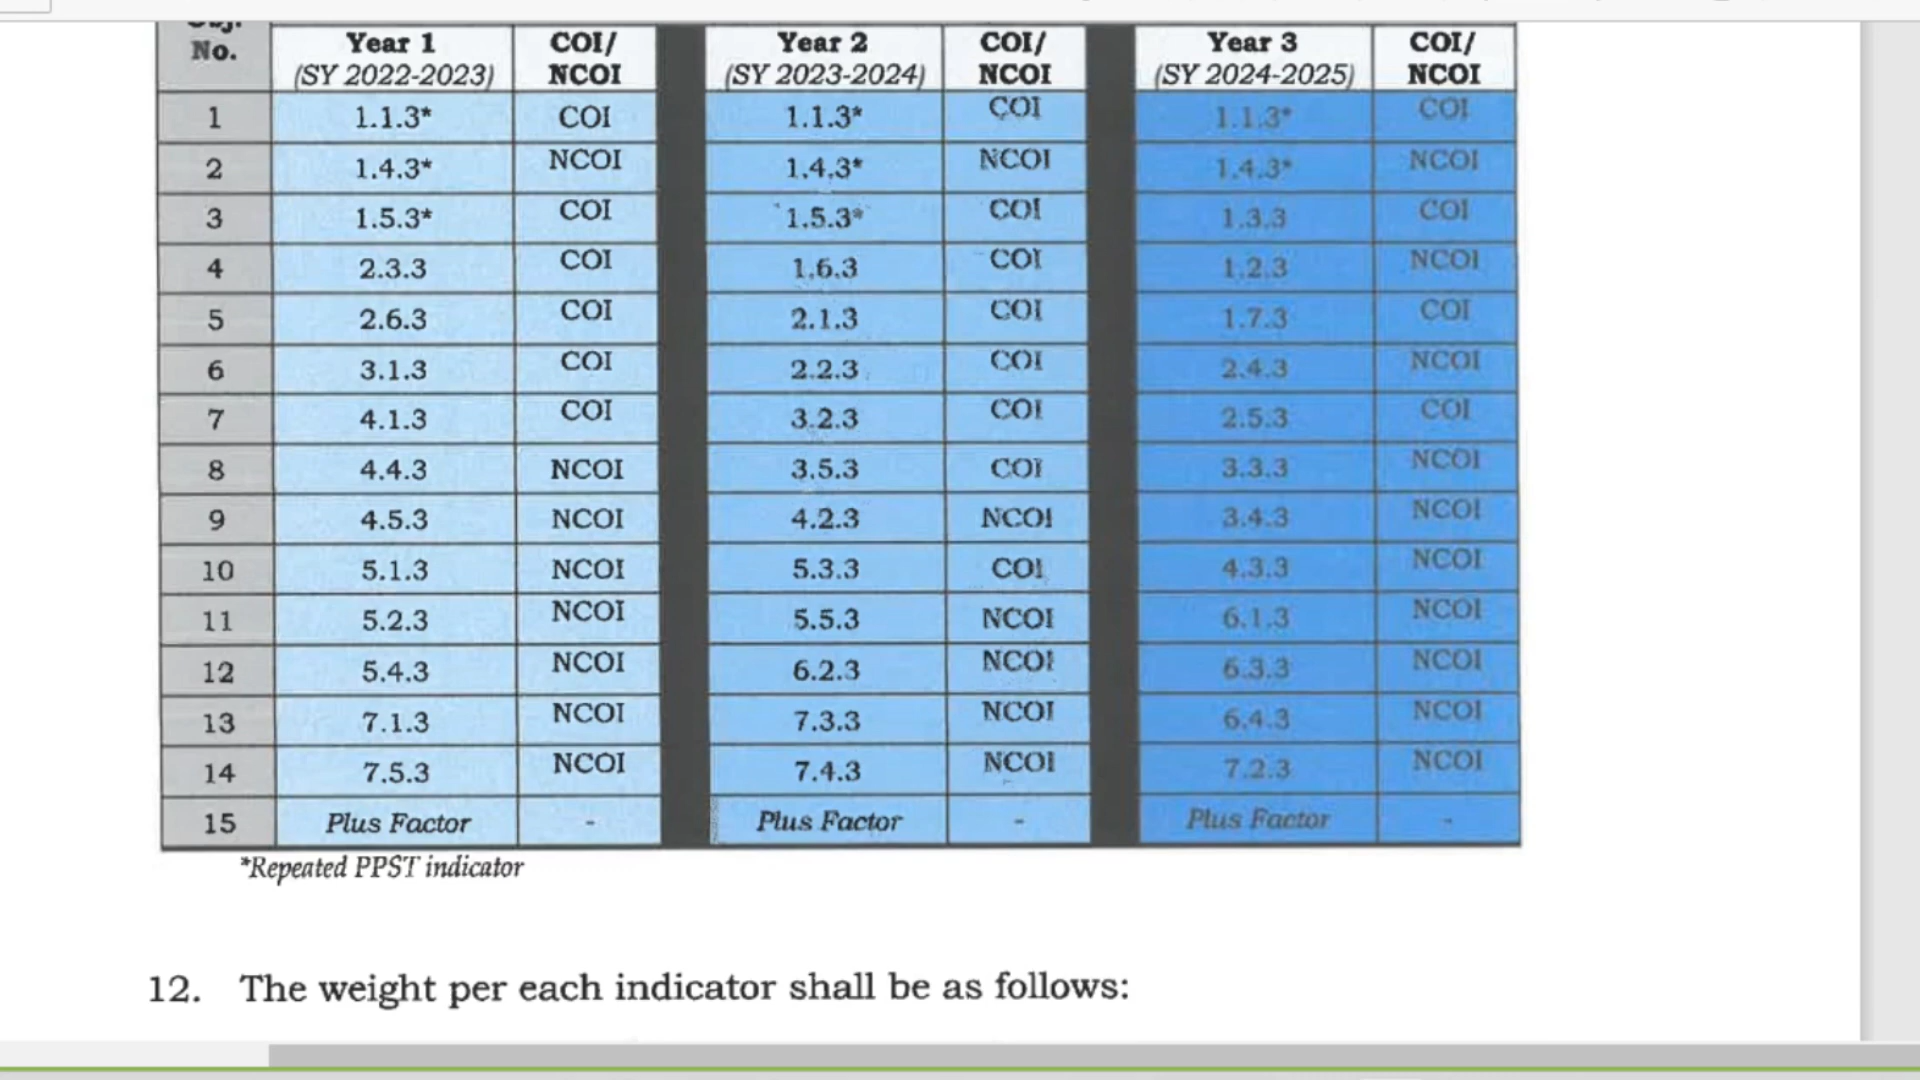 Obj. No. Year 1 (SY 2022-2023) COI/ NCOI Year 2 (SY 2023-2024) COI/ NCOI Year 3 (SY 2024-2025) COI/ NCOI
1 1.1.3* COI 1.1.3* COI 1.1.3* COI
2 1.4.3* NCOI 1.4.3* NCOI 1.4.3* NCOI
3 1.5.3* COI 1.5.3* COI 1.3.3 COI
4 2.3.3 COI 1.6.3 COI 1.2.3 NCOI
5 2.6.3 COI 2.1.3 COI 1.7.3 COI
6 3.1.3 COI 2.2.3 COI 2.4.3 NCOI
7 4.1.3 COI 3.2.3 COI 2.5.3 COI
8 4.4.3 NCOI 3.5.3 COI 3.3.3 NCOI
9 4.5.3 NCOI 4.2.3 NCOI 3.4.3 NCOI
10 5.1.3 NCOI 5.3.3 COI 4.3.3 NCOI
11 5.2.3 NCOI 5.5.3 NCOI 6.1.3 NCOI
12 5.4.3 NCOI 6.2.3 NCOI 6.3.3 NCOI
13 7.1.3 NCOI 7.3.3 NCOI 6.4.3 NCOI
14 7.5.3 NCOI 7.4.3 NCOI 7.2.3 NCOI
15 Plus Factor - Plus Factor - Plus Factor -
*Repeated PPST indicator
12. The weight per each indicator shall be as follows: